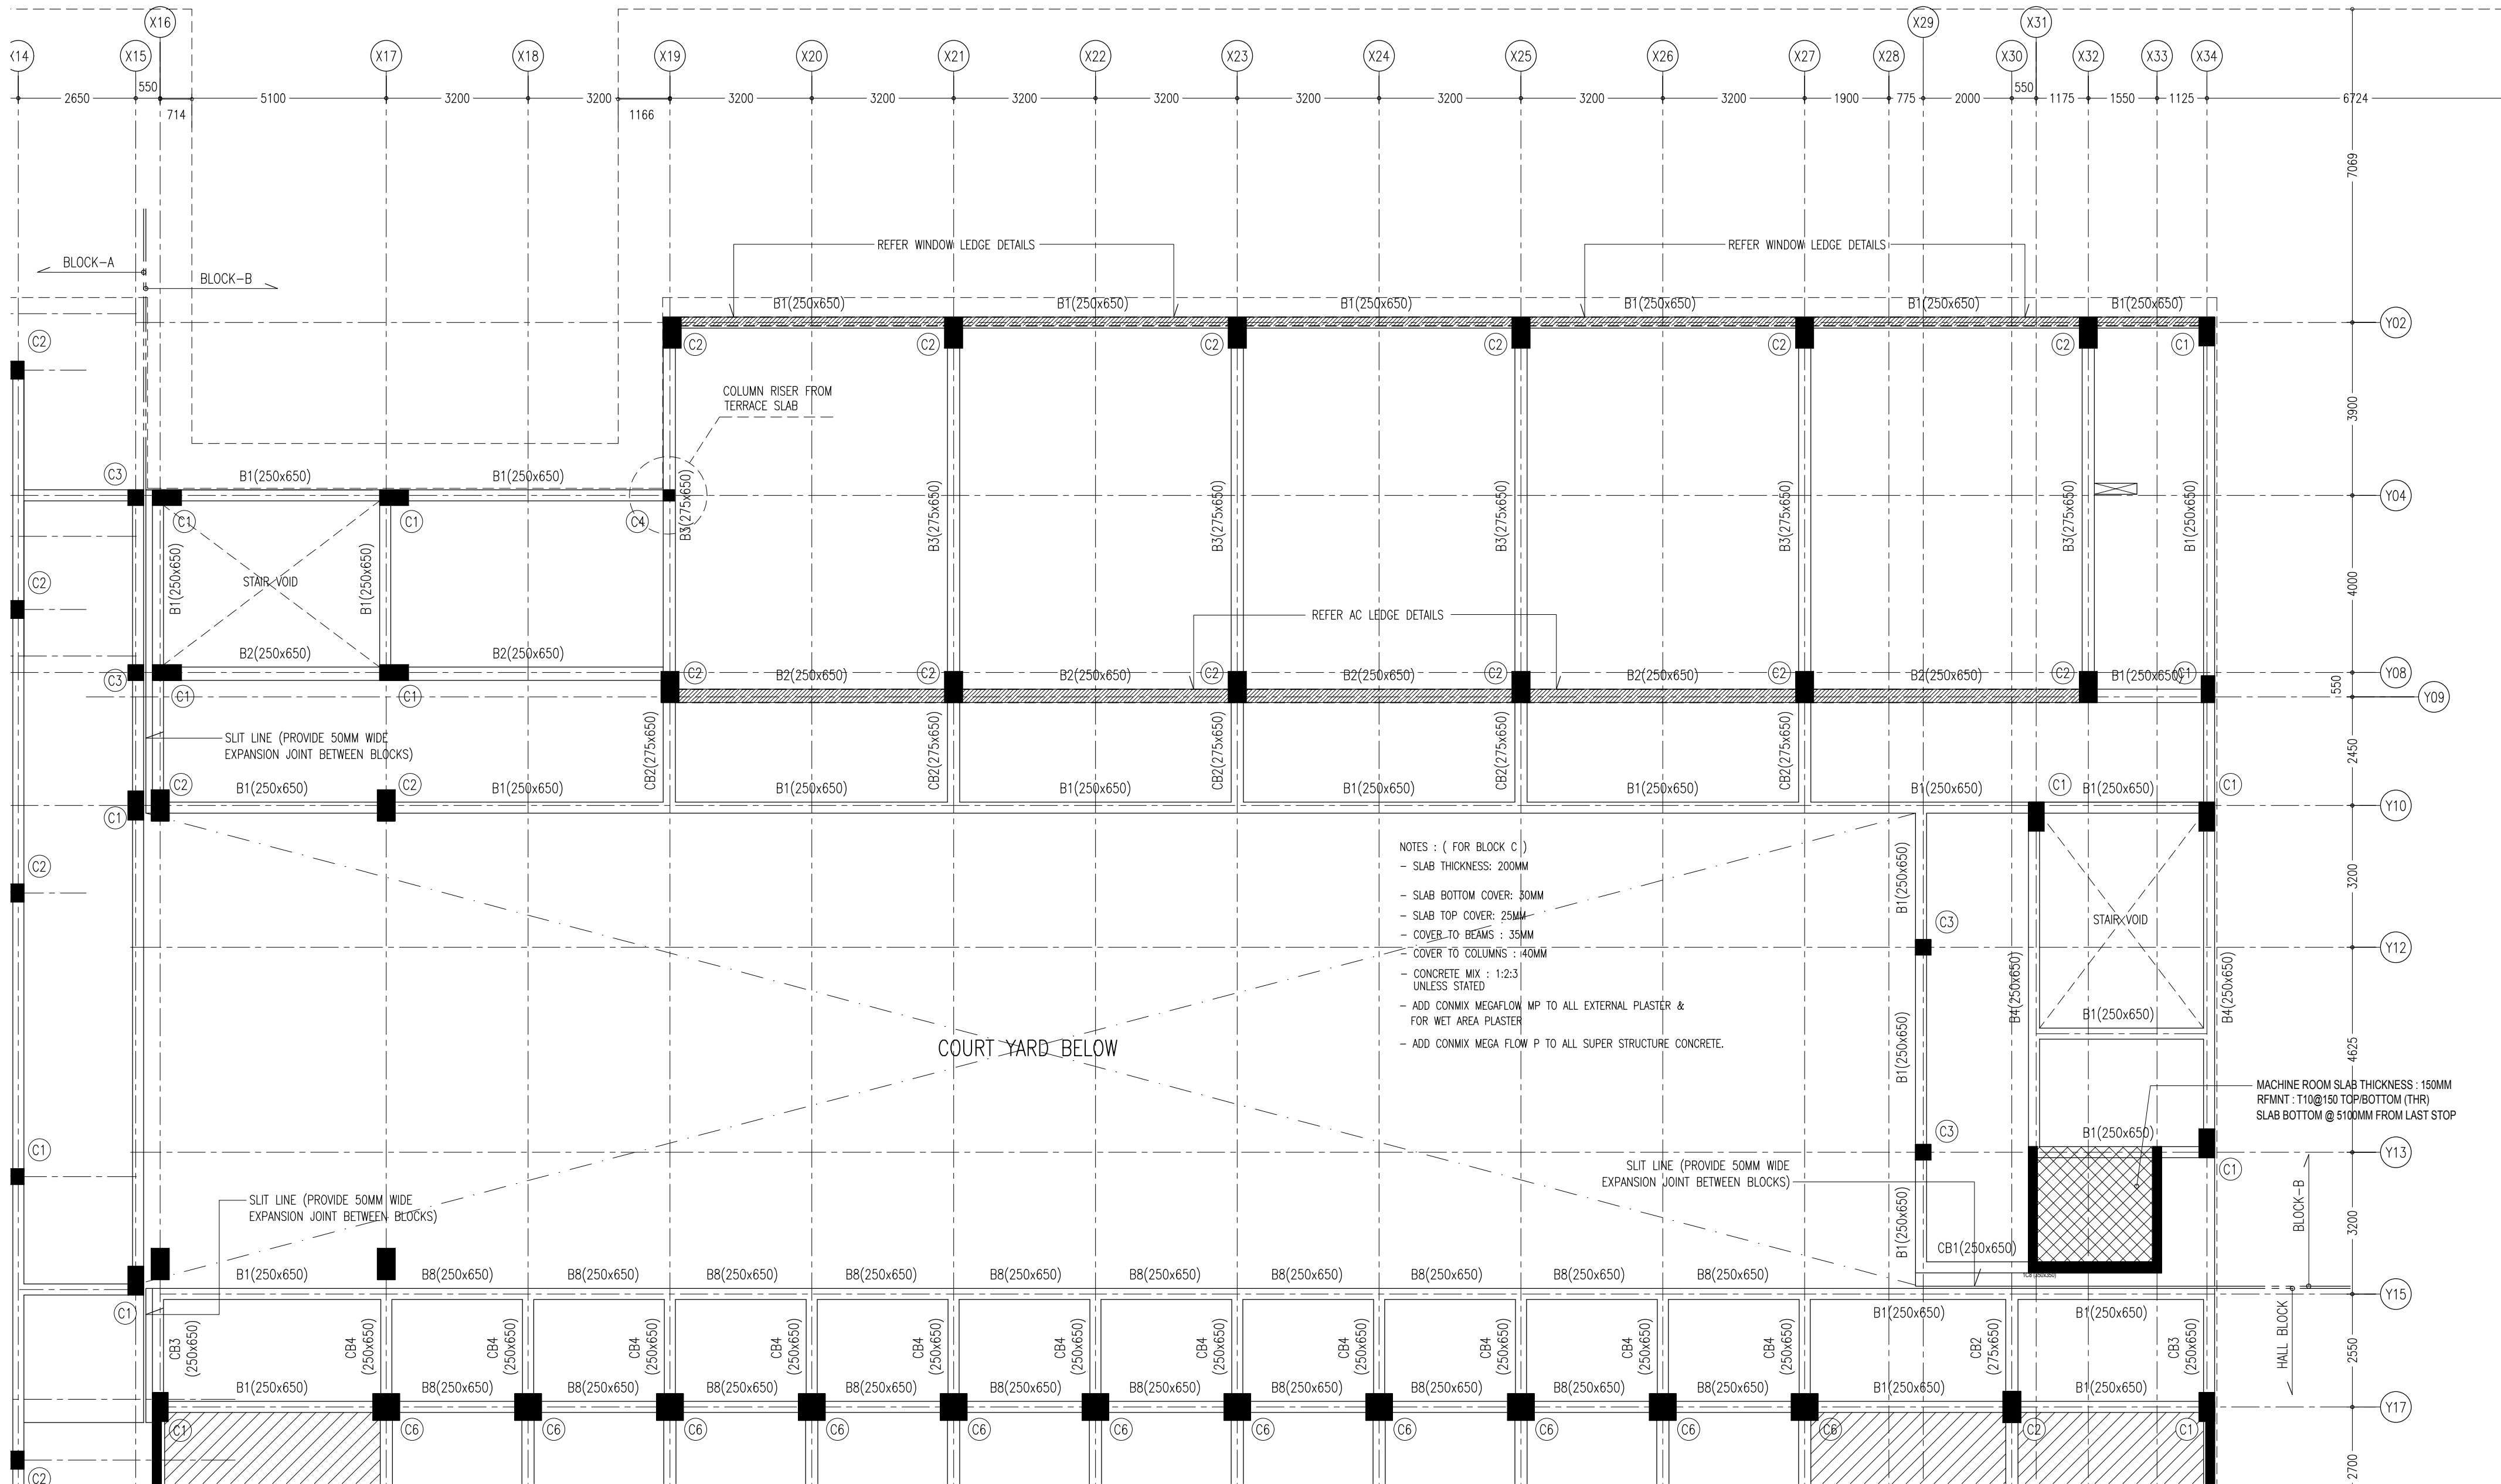 X16
X29
X31
X14
X15
X17
X18
X19
X20
X21
X22
X23
X24
X25
X26
X27
X28
X30
X32
X33
X34
550
550
2650
5100
3200
3200
3200
3200
3200
3200
3200
3200
3200
3200
1900
775
2000
1175
1550
1125
6724
714
1166
7069
REFER WINDOW LEDGE DETAILS
REFER WINDOW LEDGE DETAILS
BLOCK-A
BLOCK-B
B1(250x650)
B1(250x650)
B1(250x650)
B1(250x650)
B1(250x650)
B1(250x650)
Y02
C2
C2
C2
C2
C2
C2
C2
C1
COLUMN RISER FROM
TERRACE SLAB
3900
C3
B1(250x650)
B1(250x650)
B3(275x650)
B3(275x650)
B3(275x650)
B3(275x650)
B3(275x650)
B3(275x650)
B1(250x650)
Y04
C1
C1
C4
C2
STAIR VOID
B1(250x650)
B1(250x650)
4000
REFER AC LEDGE DETAILS
B2(250x650)
B2(250x650)
C3
C1
C1
C2
C2
C2
C2
C2
C2
C1
B2(250x650)
B2(250x650)
B2(250x650)
B2(250x650)
B2(250x650)
B1(250x650)
Y08
550
Y09
SLIT LINE (PROVIDE 50MM WIDE
EXPANSION JOINT BETWEEN BLOCKS)
CB2(275x650)
CB2(275x650)
CB2(275x650)
CB2(275x650)
CB2(275x650)
2450
C2
C2
C1
C1
B1(250x650)
B1(250x650)
B1(250x650)
B1(250x650)
B1(250x650)
B1(250x650)
B1(250x650)
B1(250x650)
Y10
C1
C2
NOTES : ( FOR BLOCK C )
- SLAB THICKNESS: 200MM
- SLAB BOTTOM COVER: 30MM
- SLAB TOP COVER: 25MM
- COVER TO BEAMS : 35MM
- COVER TO COLUMNS : 40MM
- CONCRETE MIX : 1:2:3
UNLESS STATED
- ADD CONMIX MEGAFLOW MP TO ALL EXTERNAL PLASTER &
FOR WET AREA PLASTER
- ADD CONMIX MEGA FLOW P TO ALL SUPER STRUCTURE CONCRETE.
B1(250x650)
3200
C3
STAIR VOID
Y12
B1(250x650)
B4(250x650)
B1(250x650)
B4(250x650)
COURT YARD BELOW
4625
MACHINE ROOM SLAB THICKNESS : 150MM
RFMNT : T10@150 TOP/BOTTOM (THR)
SLAB BOTTOM @ 5100MM FROM LAST STOP
C1
C3
B1(250x650)
Y13
C1
SLIT LINE (PROVIDE 50MM WIDE
EXPANSION JOINT BETWEEN BLOCKS)
SLIT LINE (PROVIDE 50MM WIDE
EXPANSION JOINT BETWEEN BLOCKS)
B1(250x650)
CB1(250x650)
BLOCK-B
3200
B1(250x650)
B8(250x650)
B8(250x650)
B8(250x650)
B8(250x650)
B8(250x650)
B8(250x650)
B8(250x650)
B8(250x650)
B8(250x650)
B8(250x650)
Y15
C1
B1(250x650)
B1(250x650)
CB3
(250x650)
CB4
(250x650)
CB4
(250x650)
CB4
(250x650)
CB4
(250x650)
CB4
(250x650)
CB4
(250x650)
CB4
(250x650)
CB4
(250x650)
CB4
(250x650)
CB4
(250x650)
CB4
(250x650)
CB2
(275x650)
CB3
(250x650)
HALL BLOCK
2550
B1(250x650)
B8(250x650)
B8(250x650)
B8(250x650)
B8(250x650)
B8(250x650)
B8(250x650)
B8(250x650)
B8(250x650)
B8(250x650)
B8(250x650)
B1(250x650)
B1(250x650)
Y17
C1
C6
C6
C6
C6
C6
C6
C6
C6
C6
C6
C6
C2
C1
C2
2700